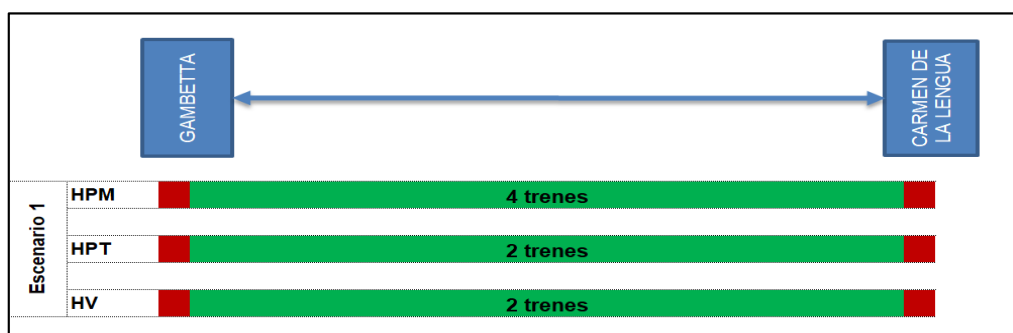 GAMBETTA
CARMEN DE
LA LENGUA
Escenario 1
HPM
4 trenes
HPT
2 trenes
HV
2 trenes